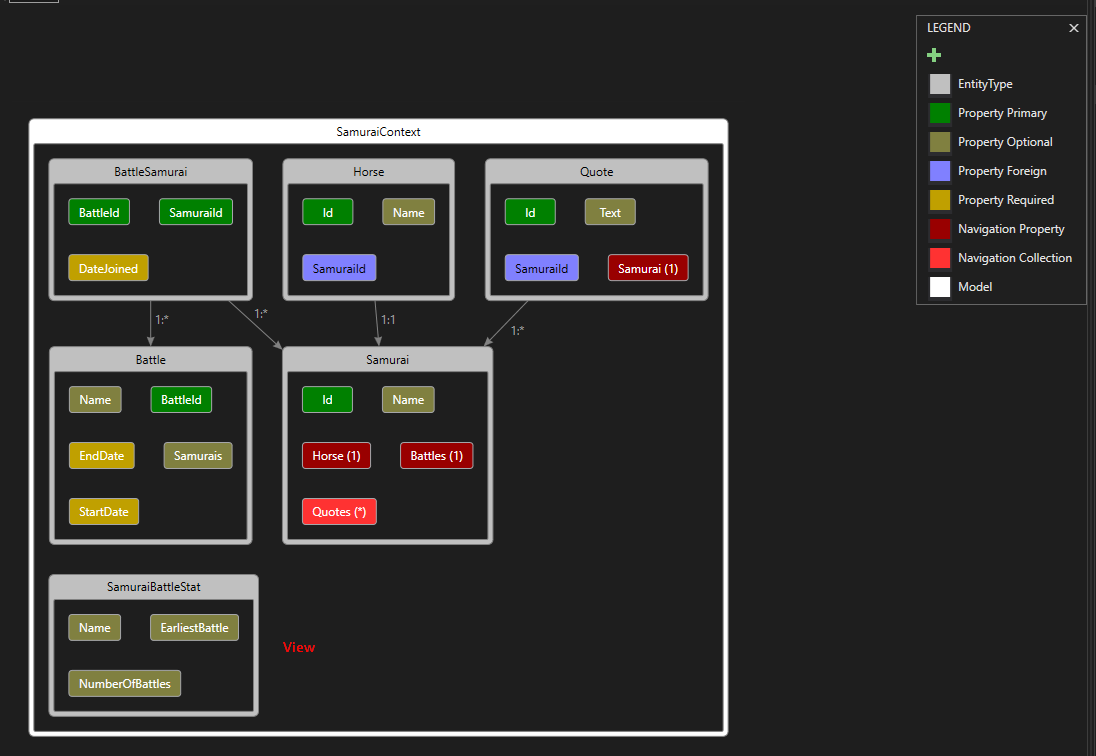 LEGEND
EntityType
Property Primary
Property Optional
Property Foreign
Property Required
Navigation Property
Navigation Collection
Model
SamuraiContext
BattleSamurai
BattleId
SamuraiId
DateJoined
Horse
Id
Name
SamuraiId
Quote
Id
Text
SamuraiId
Samurai (1)
1:*
1:*
1:1
1:*
Battle
Name
BattleId
EndDate
Samurais
StartDate
Samurai
Id
Name
Horse (1)
Battles (1)
Quotes (*)
SamuraiBattleStat
Name
EarliestBattle
NumberOfBattles
View